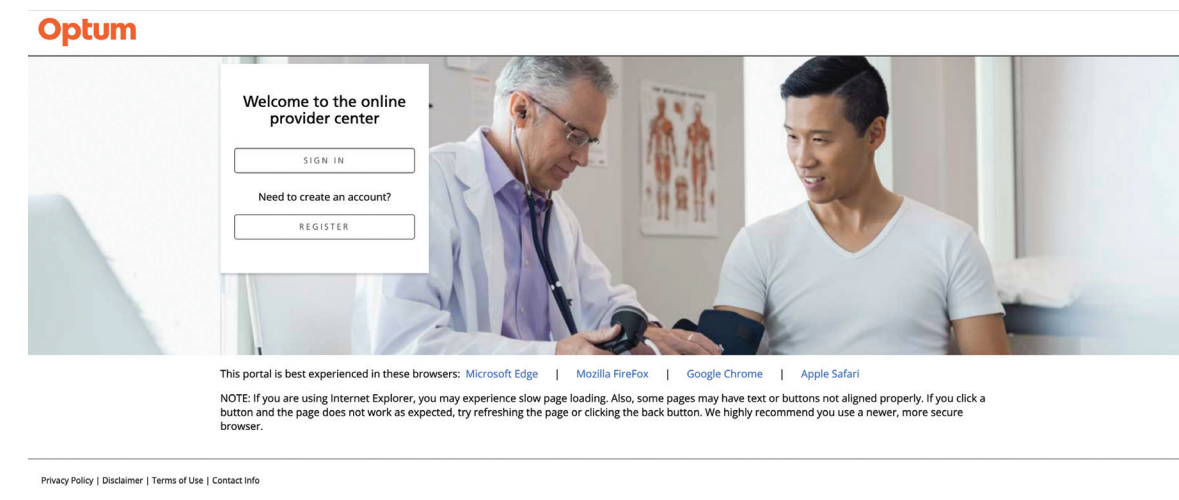 Optum
Welcome to the online
provider center
SIGN IN
Need to create an account?
REGISTER
This portal is best experienced in these browsers: Microsoft Edge | Mozilla FireFox | Google Chrome | Apple Safari
NOTE: If you are using Internet Explorer, you may experience slow page loading. Also, some pages may have text or buttons not aligned properly. If you click a
button and the page does not work as expected, try refreshing the page or clicking the back button. We highly recommend you use a newer, more secure
browser.
Privacy Policy | Disclaimer | Terms of Use | Contact Info